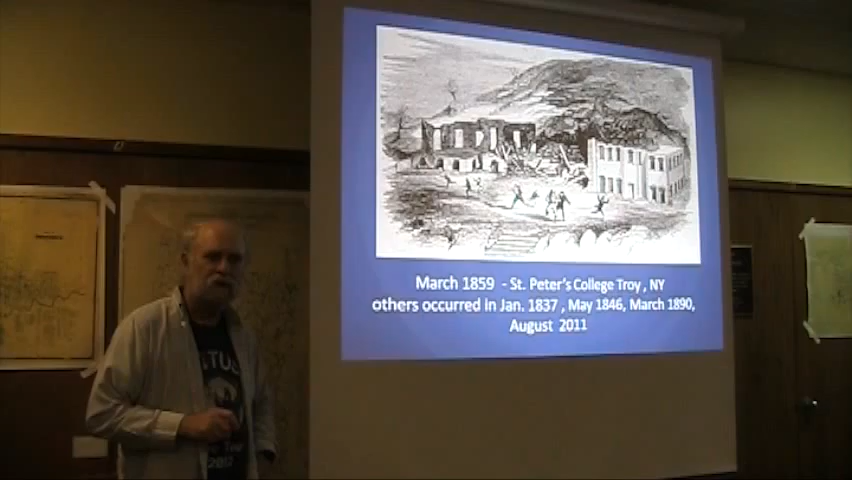 March 1859 - St. Peter's College Troy , NY
others occurred in Jan. 1837 , May 1846, March 1890,
August 2011